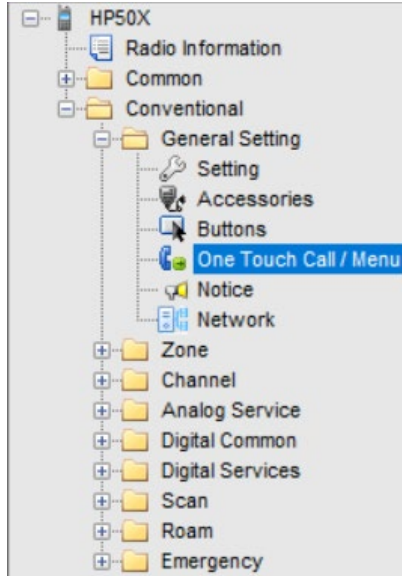 HP50X
Radio Information
Common
Conventional
General Setting
Setting
Accessories
Buttons
One Touch Call / Menu
Notice
Network
Zone
Channel
Analog Service
Digital Common
Digital Services
Scan
Roam
Emergency